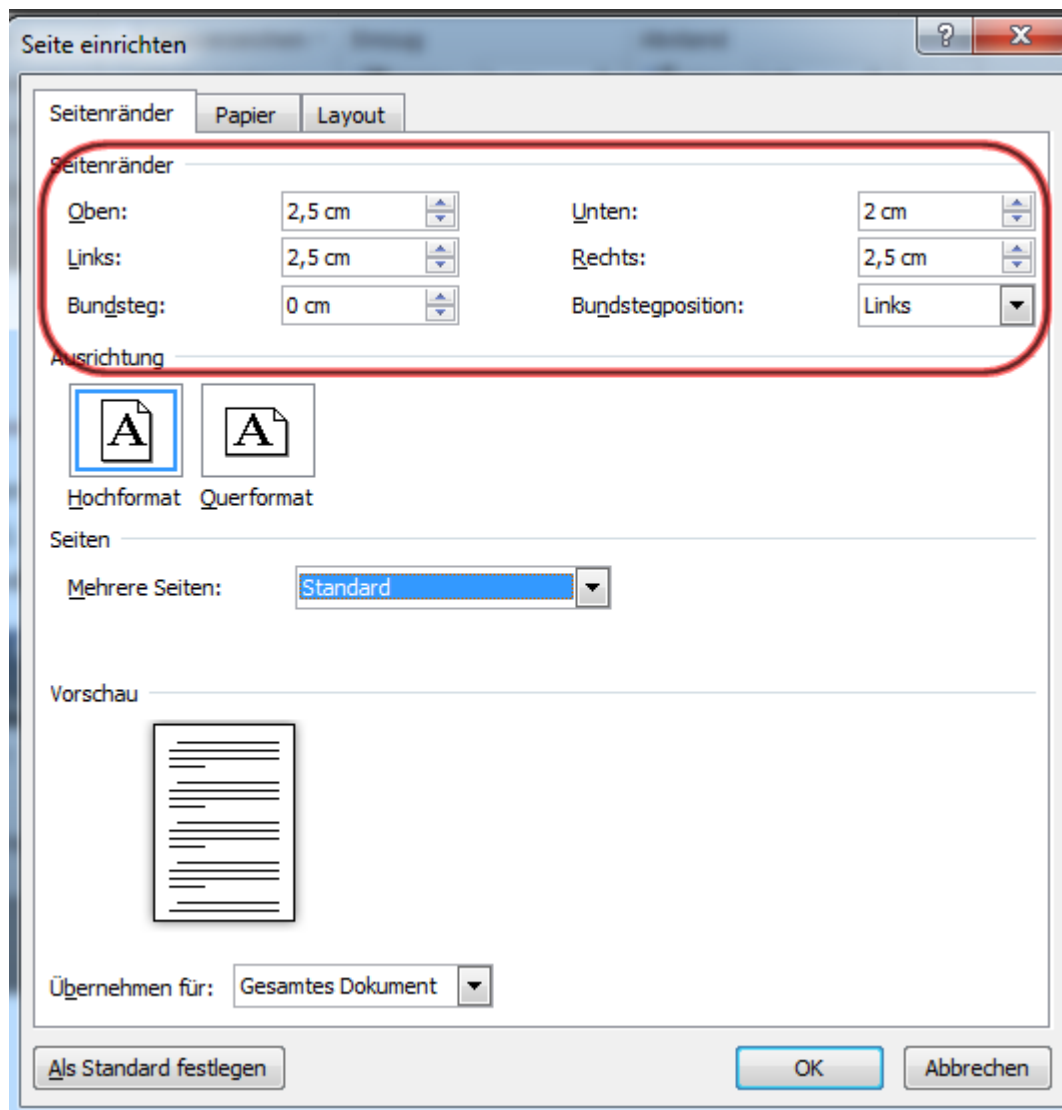 Seite einrichten
Seitenränder Papier Layout
Seitenränder
Oben: 2,5 cm Unten: 2 cm
Links: 2,5 cm Rechts: 2,5 cm
Bundsteg: 0 cm Bundstegposition: Links
Ausrichtung
A A
Hochformat Querformat
Seiten
Mehrere Seiten: Standard
Vorschau
Übernehmen für: Gesamtes Dokument
Als Standard festlegen OK Abbrechen